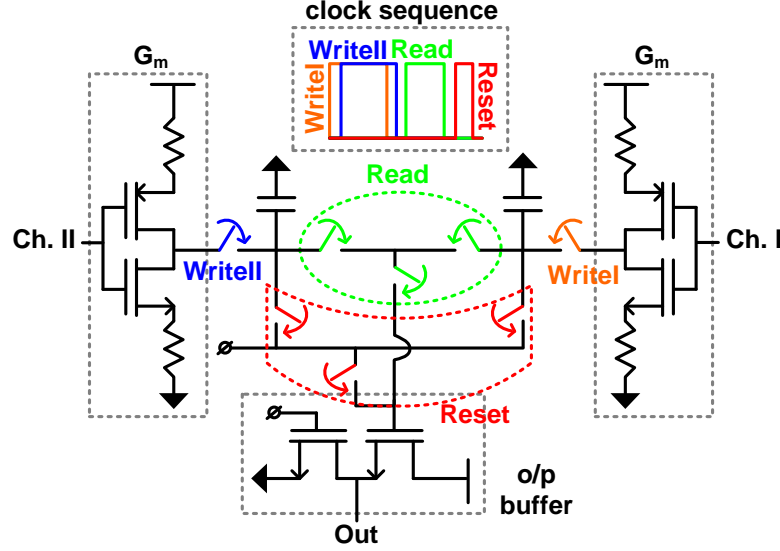 clock sequence
WriteII Read
WriteI
Reset
Gm
Gm
Read
Ch. II
Ch. I
WriteII
WriteI
Reset
o/p
buffer
Out